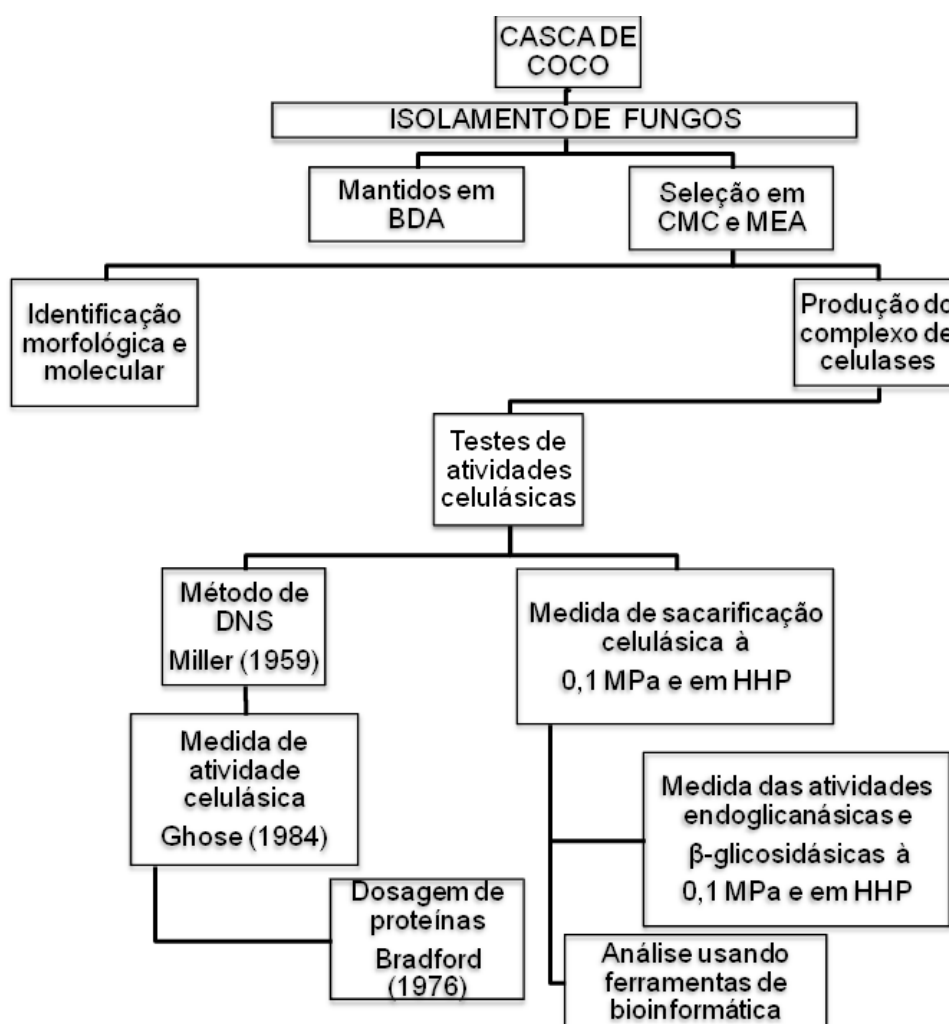 CASCA DE
COCO
ISOLAMENTO DE FUNGOS
Mantidos em
BDA
Seleção em
CMC e MEA
Identificação
morfológica e
molecular
Produção do
complexo de
celulases
Testes de
atividades
celulásicas
Método de
DNS
Miller (1959)
Medida de
atividade
celulásica
Ghose (1984)
Dosagem de
proteínas
Bradford
(1976)
Medida de sacarificação
celulásica à
0,1 MPa e em HHP
Medida das atividades
endoglicanásicas e
β-glicosidásicas à
0,1 MPa e em HHP
Análise usando
ferramentas de
bioinformática